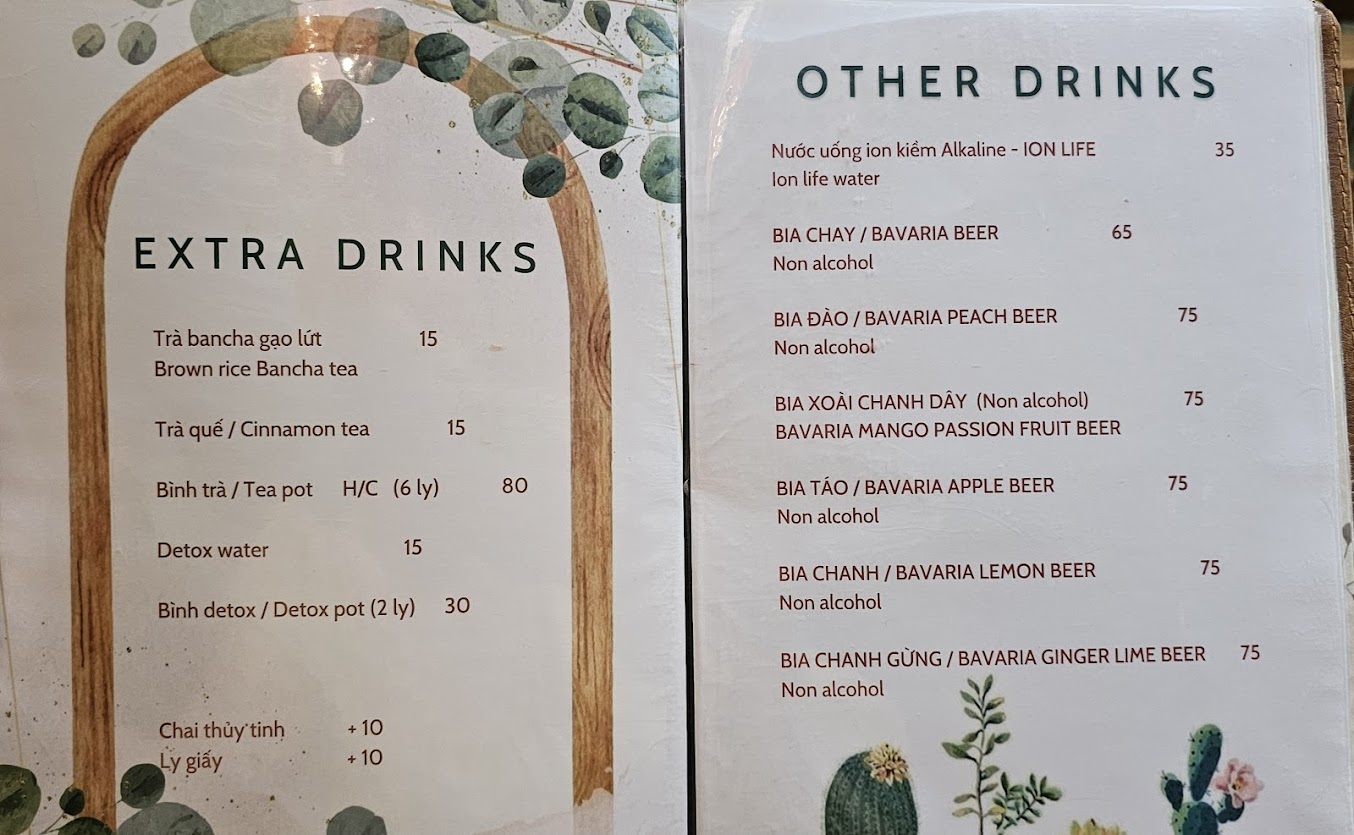 EXTRA DRINKS
Trà bancha gạo lứt 15
Brown rice Bancha tea
Trà quế / Cinnamon tea 15
Bình trà / Tea pot H/C (6 ly) 80
Detox water 15
Bình detox / Detox pot (2 ly) 30
Chai thủy tinh + 10
Ly giấy + 10
OTHER DRINKS
Nước uống ion kiềm Alkaline - ION LIFE 35
Ion life water
BIA CHAY / BAVARIA BEER 65
Non alcohol
BIA ĐÀO / BAVARIA PEACH BEER 75
Non alcohol
BIA XOÀI CHANH DÂY (Non alcohol) 75
BAVARIA MANGO PASSION FRUIT BEER
BIA TÁO / BAVARIA APPLE BEER 75
Non alcohol
BIA CHANH / BAVARIA LEMON BEER 75
Non alcohol
BIA CHANH GỪNG / BAVARIA GINGER LIME BEER 75
Non alcohol